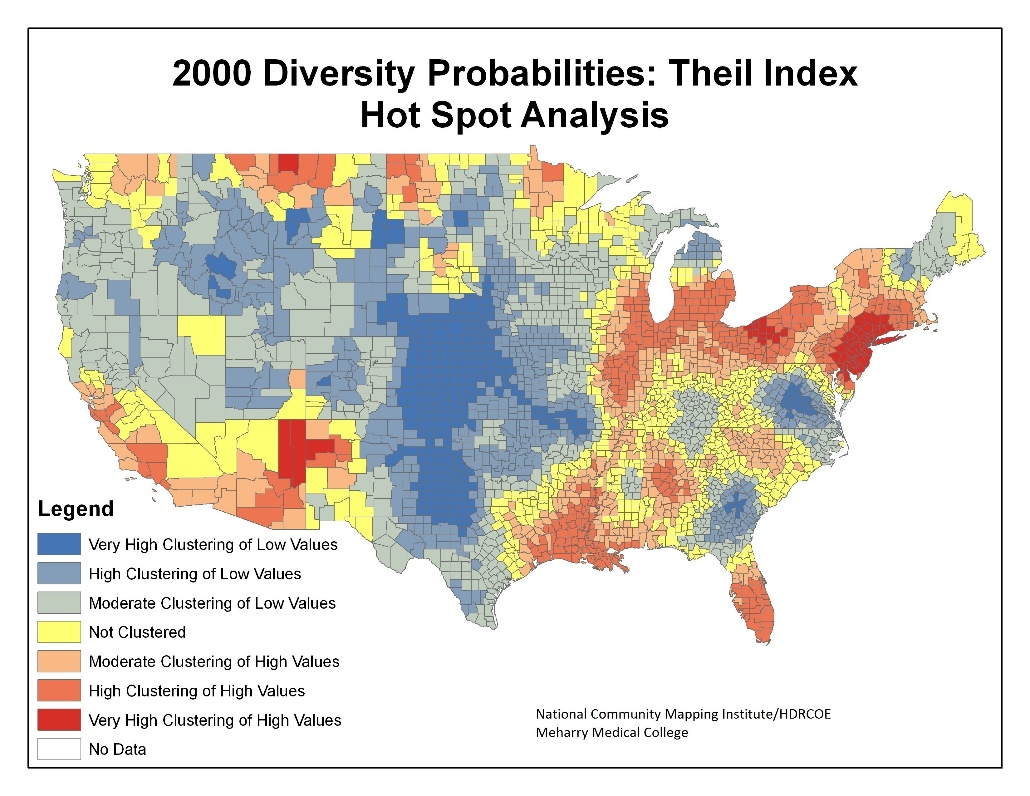 2000 Diversity Probabilities: Theil Index
Hot Spot Analysis
Legend
Very High Clustering of Low Values
High Clustering of Low Values
Moderate Clustering of Low Values
Not Clustered
Moderate Clustering of High Values
High Clustering of High Values
Very High Clustering of High Values
No Data
National Community Mapping Institute/HDRCOE
Meharry Medical College